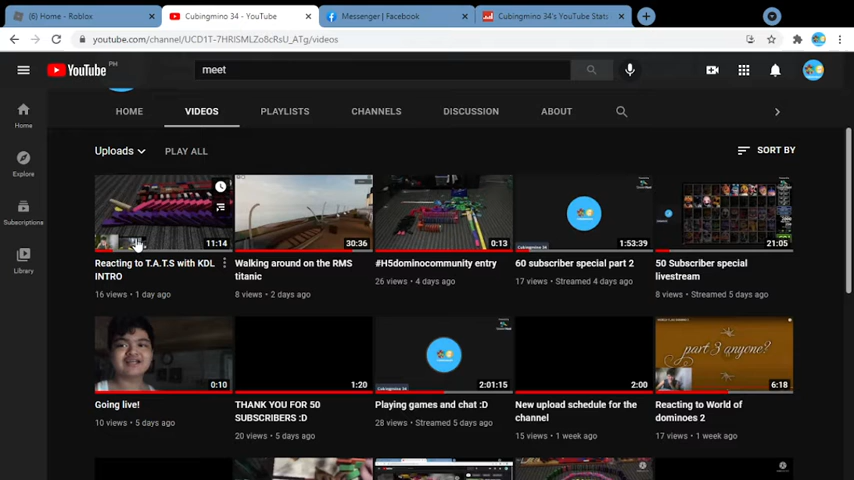 (6) Home - Roblox
Cubingmino 34 - YouTube
Messenger | Facebook
Cubingmino 34's YouTube Stats
youtube.com/channel/UCD1T-7HRISMLZo8cRsU_ATg/videos
YouTube PH
meet
HOME VIDEOS PLAYLISTS CHANNELS DISCUSSION ABOUT
Home
Explore
Subscriptions
Library
Uploads PLAY ALL SORT BY
11:14
30:36
0:13
Cubingmino 34
1:53:39
21:05
Reacting to T.A.T.S with KDL
INTRO
16 views • 1 day ago
Walking around on the RMS
titanic
8 views • 2 days ago
#H5dominocommunity entry
26 views • 4 days ago
60 subscriber special part 2
17 views • Streamed 4 days ago
50 Subscriber special
livestream
8 views • Streamed 5 days ago
0:10
1:20
Cubingmino 34
2:01:15
2:00
part 3 anyone?
6:18
Going live!
10 views • 5 days ago
THANK YOU FOR 50
SUBSCRIBERS :D
20 views • 5 days ago
Playing games and chat :D
28 views • Streamed 5 days ago
New upload schedule for the
channel
15 views • 1 week ago
Reacting to World of
dominoes 2
17 views • 1 week ago